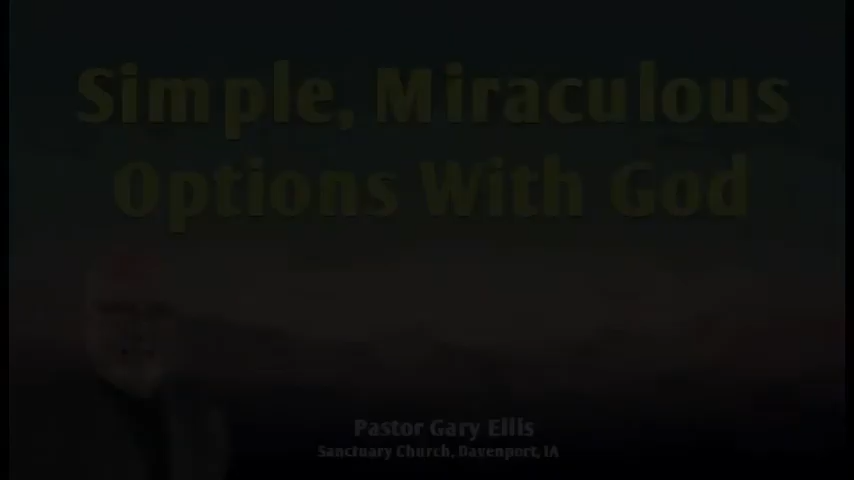 Simple, Miraculous
Options With God
Pastor Gary Ellis
Sanctuary Church, Davenport, IA